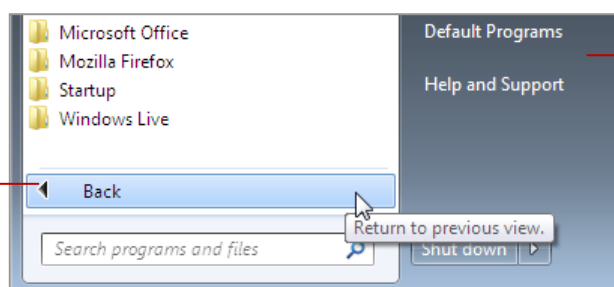 Microsoft Office
Mozilla Firefox
Startup
Windows Live
Back
Search programs and files
Default Programs
Help and Support
Return to previous view.
Shut down